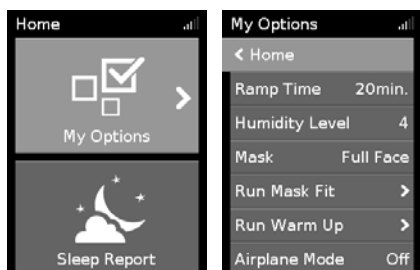 Home
My Options
Sleep Report
My Options
Home
Ramp Time 20min.
Humidity Level 4
Mask Full Face
Run Mask Fit
Run Warm Up
Airplane Mode Off